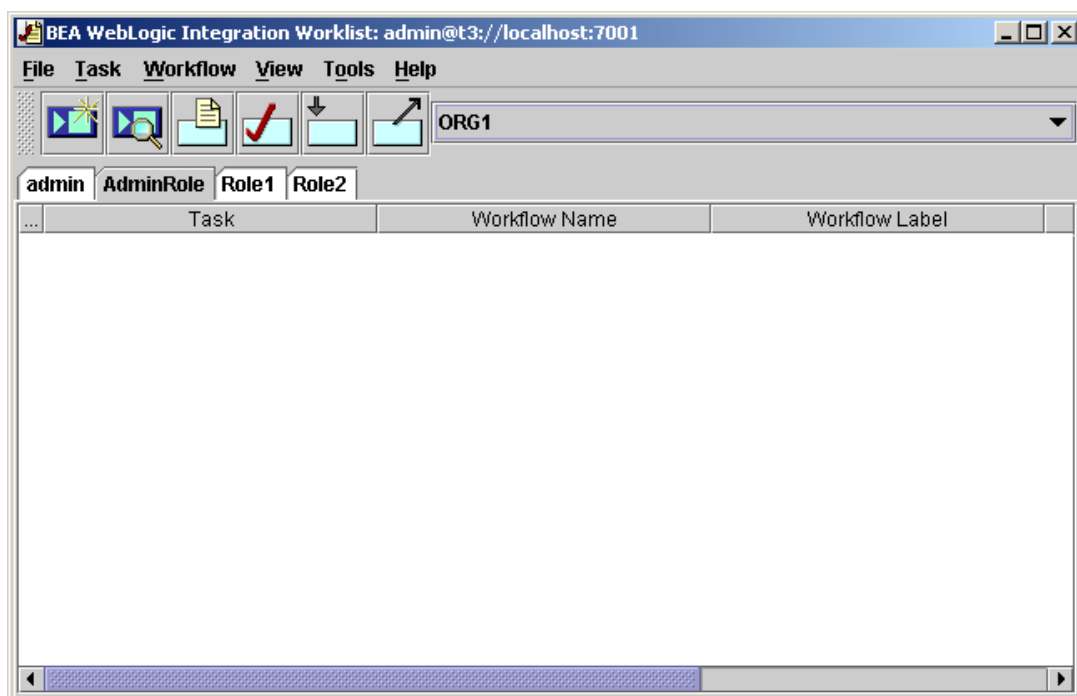 BEA WebLogic Integration Worklist: admin@t3://localhost:7001
File Task Workflow View Tools Help
ORG1
admin AdminRole Role1 Role2
... Task Workflow Name Workflow Label